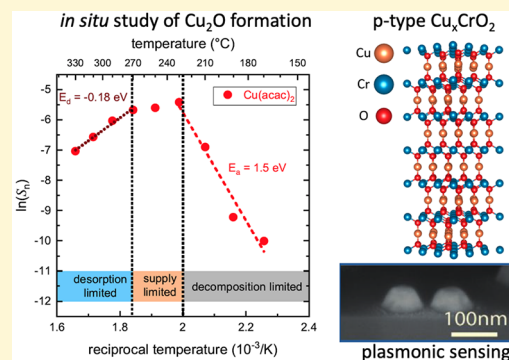 in situ study of Cu₂O formation
temperature (°C)
330 300 270 240 210 180 150
ln(Sₙ)
-5
-6
-7
-8
-9
-10
-11
-12
E_d = -0.18 eV
Cu(acac)₂
E_a = 1.5 eV
desorption limited
supply limited
decomposition limited
1.6 1.8 2 2.2 2.4
reciprocal temperature (10⁻³/K)
p-type CuₓCrO₂
Cu
Cr
O
100nm
plasmonic sensing